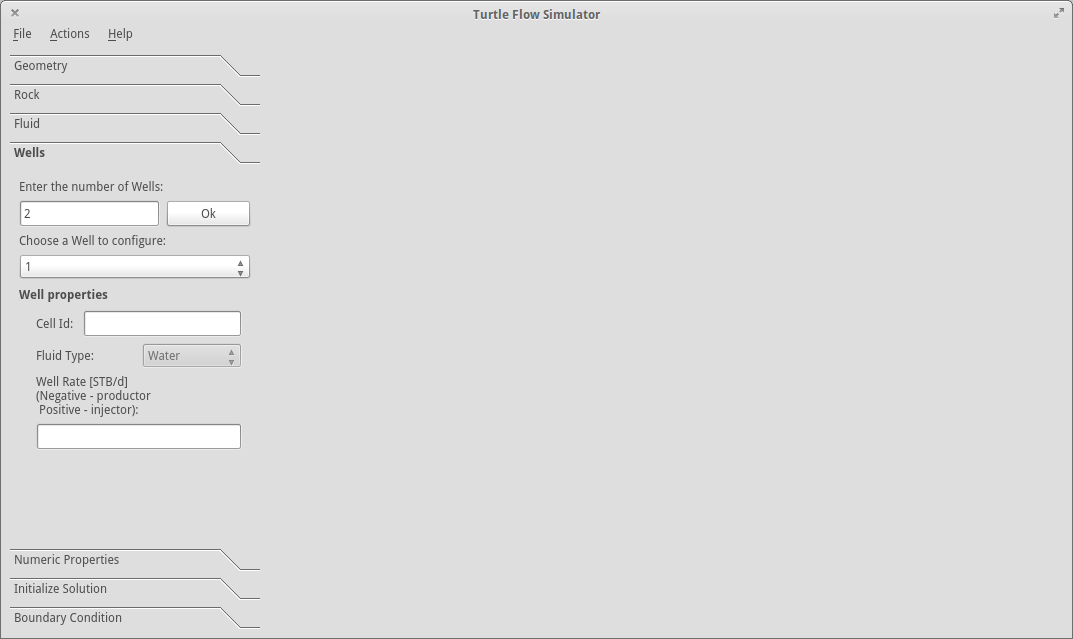 Turtle Flow Simulator
File Actions Help
Geometry
Rock
Fluid
Wells
Enter the number of Wells:
2 Ok
Choose a Well to configure:
1
Well properties
Cell Id:
Fluid Type: Water
Well Rate [STB/d]
(Negative - productor
Positive - injector):
Numeric Properties
Initialize Solution
Boundary Condition